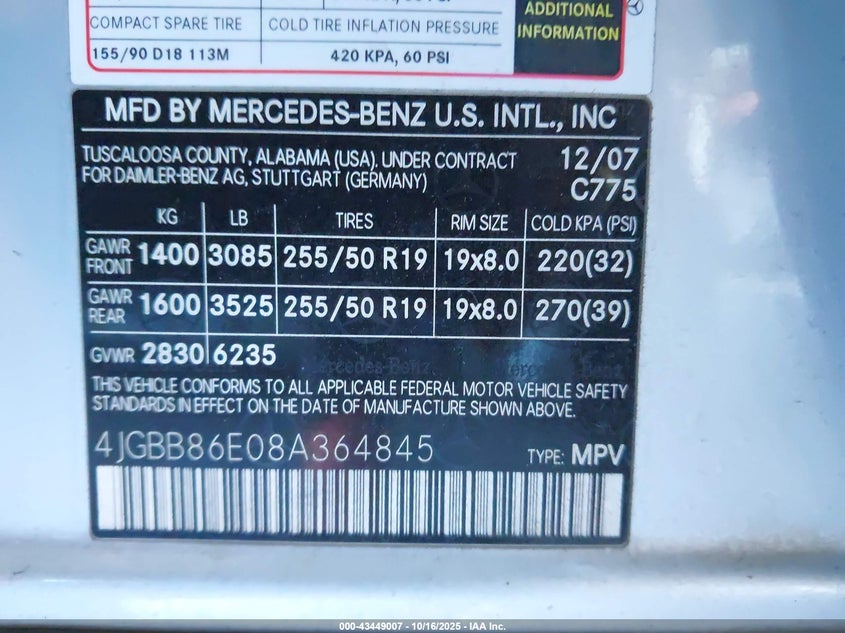 ADDITIONAL
INFORMATION
COMPACT SPARE TIRE COLD TIRE INFLATION PRESSURE
155/90 D18 113M 420 KPA, 60 PSI
MFD BY MERCEDES-BENZ U.S. INTL., INC
TUSCALOOSA COUNTY, ALABAMA (USA). UNDER CONTRACT 12/07
FOR DAIMLER-BENZ AG, STUTTGART (GERMANY) C775
KG LB TIRES RIM SIZE COLD KPA (PSI)
GAWR FRONT 1400 3085 255/50 R19 19x8.0 220(32)
GAWR REAR 1600 3525 255/50 R19 19x8.0 270(39)
GVWR 2830 6235
THIS VEHICLE CONFORMS TO ALL APPLICABLE FEDERAL MOTOR VEHICLE SAFETY
STANDARDS IN EFFECT ON THE DATE OF MANUFACTURE SHOWN ABOVE.
4JGBB86E08A364845 TYPE: MPV
000-43449007 - 10/16/2025 - IAA Inc.